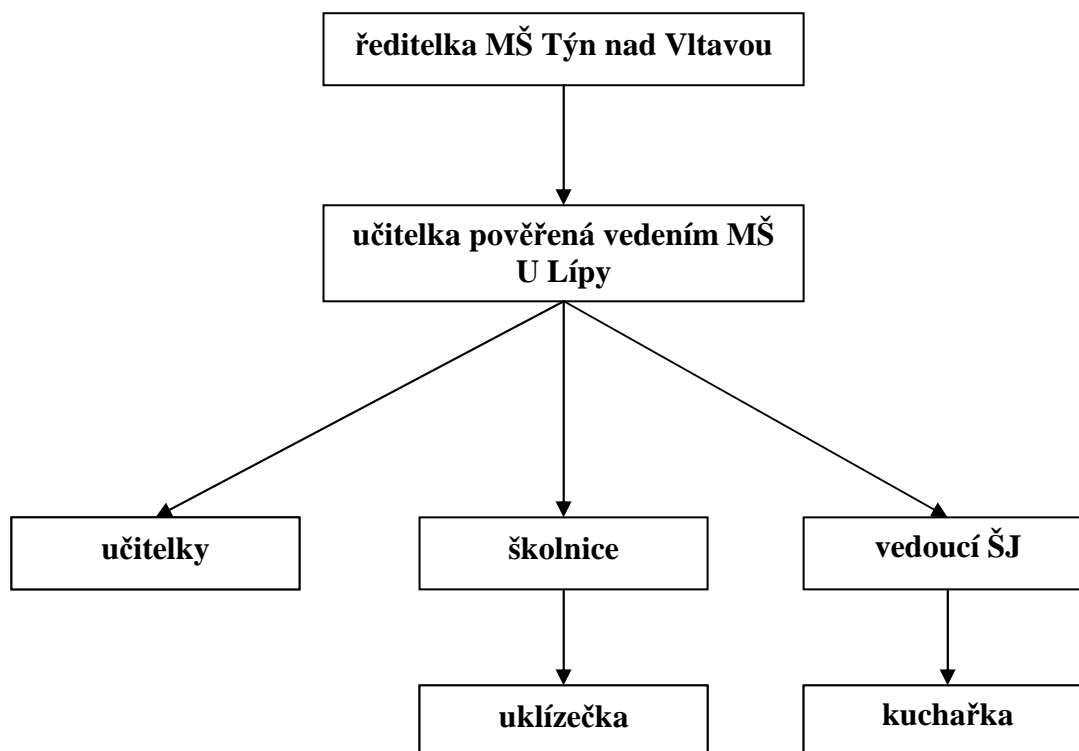 ředitelka MŠ Týn nad Vltavou
učitelka pověřená vedením MŠ
U Lípy
učitelky
školnice
vedoucí ŠJ
uklízečka
kuchařka